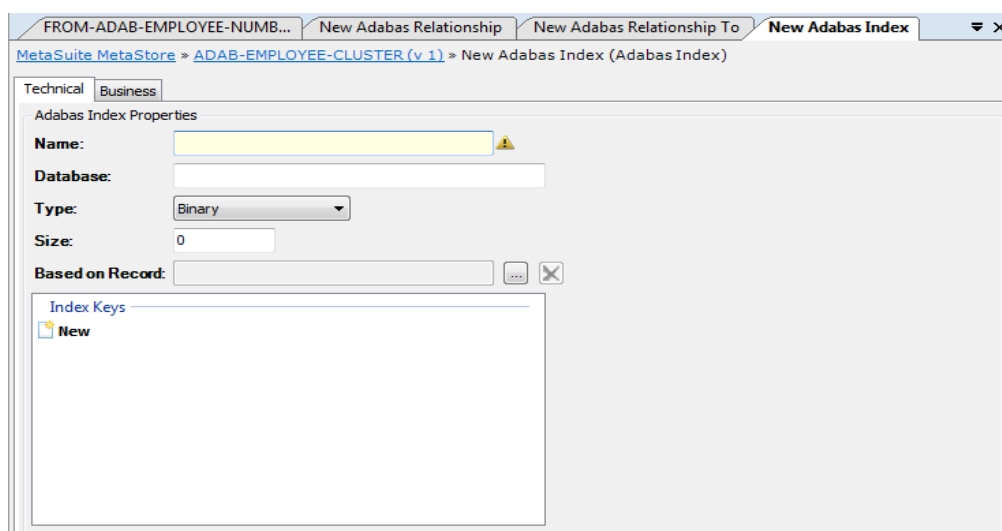 FROM-ADAB-EMPLOYEE-NUMB... New Adabas Relationship New Adabas Relationship To New Adabas Index
MetaSuite MetaStore » ADAB-EMPLOYEE-CLUSTER (v 1) » New Adabas Index (Adabas Index)
Technical Business
Adabas Index Properties
Name:
Database:
Type: Binary
Size: 0
Based on Record: ...
Index Keys
New